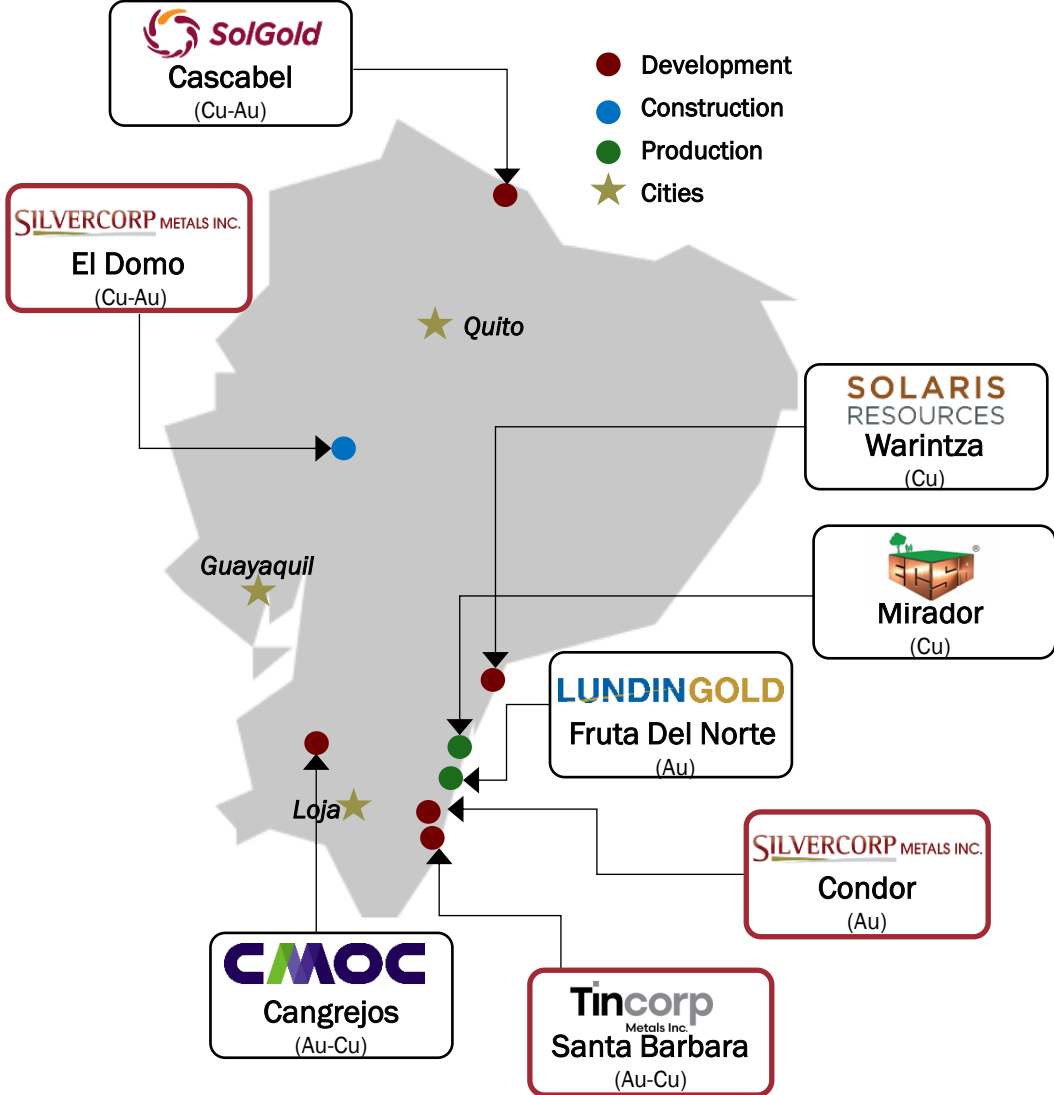 SolGold
Cascabel
(Cu-Au)
Development
Construction
Production
Cities
SILVERCORP METALS INC.
El Domo
(Cu-Au)
Quito
SOLARIS
RESOURCES
Warintza
(Cu)
Guayaquil
ECSA
®
Mirador
(Cu)
LUNDINGOLD
Fruta Del Norte
(Au)
Loja
SILVERCORP METALS INC.
Condor
(Au)
CMOC
Cangrejos
(Au-Cu)
Tincorp
Metals Inc.
Santa Barbara
(Au-Cu)